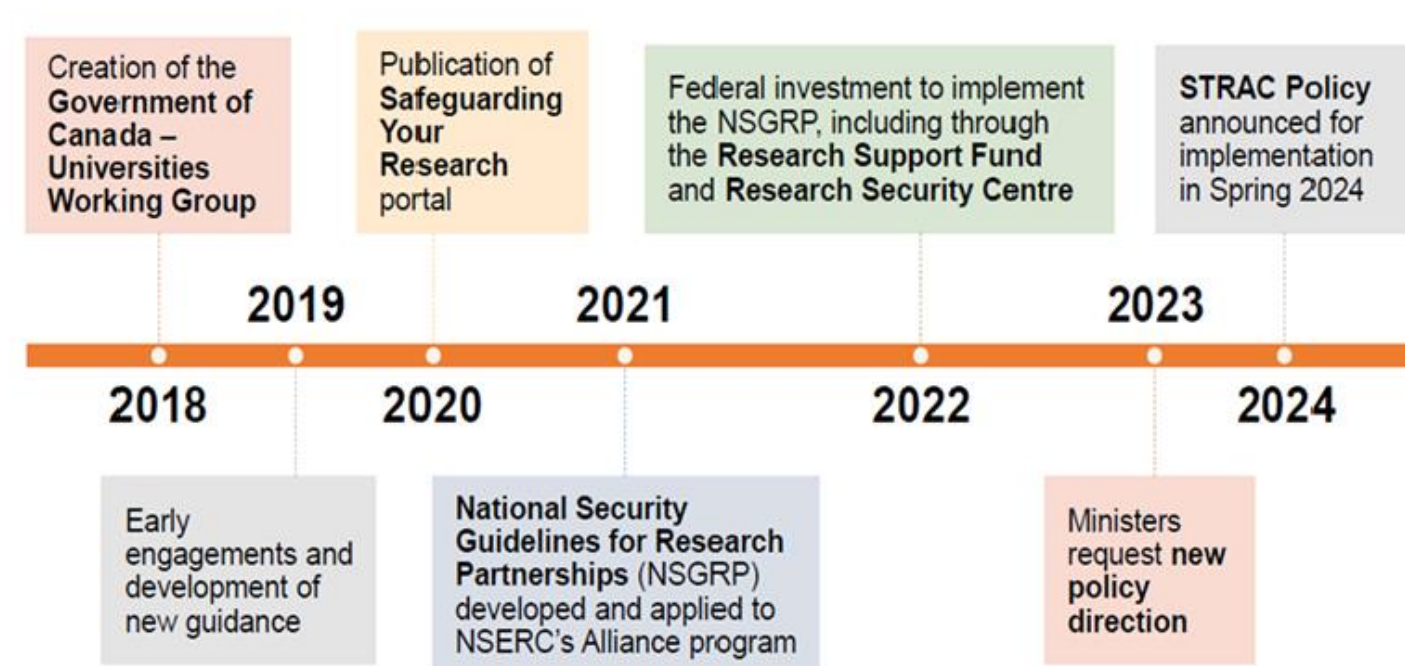 Creation of the
Government of
Canada –
Universities
Working Group
Publication of
Safeguarding
Your
Research
portal
Federal investment to implement
the NSGRP, including through
the Research Support Fund
and Research Security Centre
STRAC Policy
announced for
implementation
in Spring 2024
2019
2021
2023
2018
2020
2022
2024
Early
engagements and
development of
new guidance
National Security
Guidelines for Research
Partnerships (NSGRP)
developed and applied to
NSERC's Alliance program
Ministers
request new
policy
direction